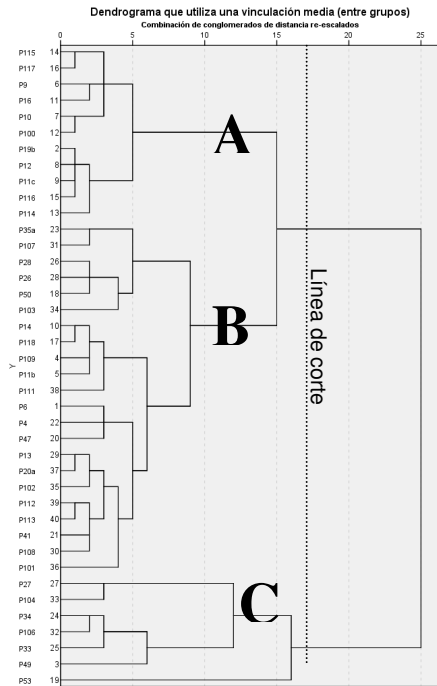 Dendrograma que utiliza una vinculación media (entre grupos)
Combinación de conglomerados de distancia re-escalados
0 5 10 15 20 25
P115 14
P117 16
P9 6
P16 11
P10 7
P100 12
P19b 2
P12 8
P11c 9
P116 15
P114 13
P35a 23
P107 31
P28 26
P26 28
P50 18
P103 34
P14 10
P118 17
P109 4
P11b 5
P111 38
P6 1
P4 22
P47 20
P13 29
P20a 37
P102 35
P112 39
P113 40
P41 21
P108 30
P101 36
P27 27
P104 33
P34 24
P106 32
P33 25
P49 3
P53 19
Y
A
B
C
Línea de corte